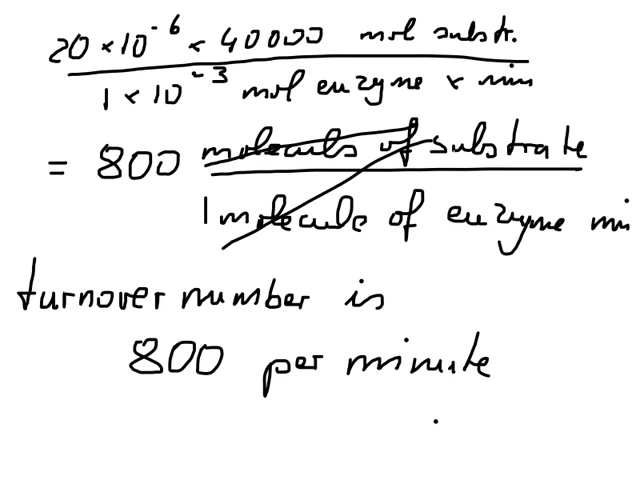 20 × 10⁻⁶ × 40000 mol substr.
1 × 10⁻³ mol enzyme × min
= 800 molecules of substrate
1 molecule of enzyme min
turnover number is
800 per minute